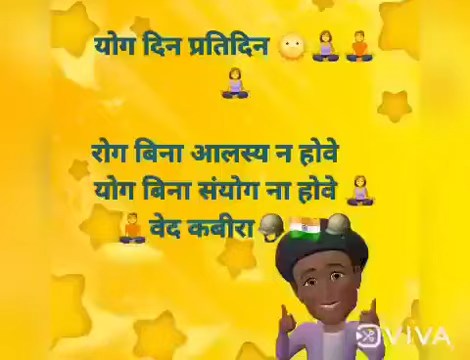 योग दिन प्रतिदिन 🌝🧘‍♀️🧘‍♂️
🧘‍♀️
रोग बिना आलस्य न होवे
योग बिना संयोग ना होवे 🧘‍♀️
🧘‍♂️ वेद कबीरा🪖🇮🇳🪖
VIVA